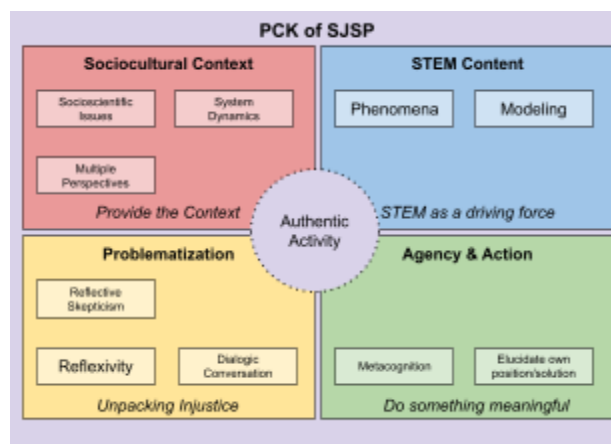 PCK of SJSP
Sociocultural Context
Socioscientific
Issues
System
Dynamics
Multiple
Perspectives
Provide the Context
STEM Content
Phenomena
Modeling
STEM as a driving force
Authentic
Activity
Problematization
Reflective
Skepticism
Reflexivity
Dialogic
Conversation
Unpacking Injustice
Agency & Action
Metacognition
Elucidate own
position/solution
Do something meaningful